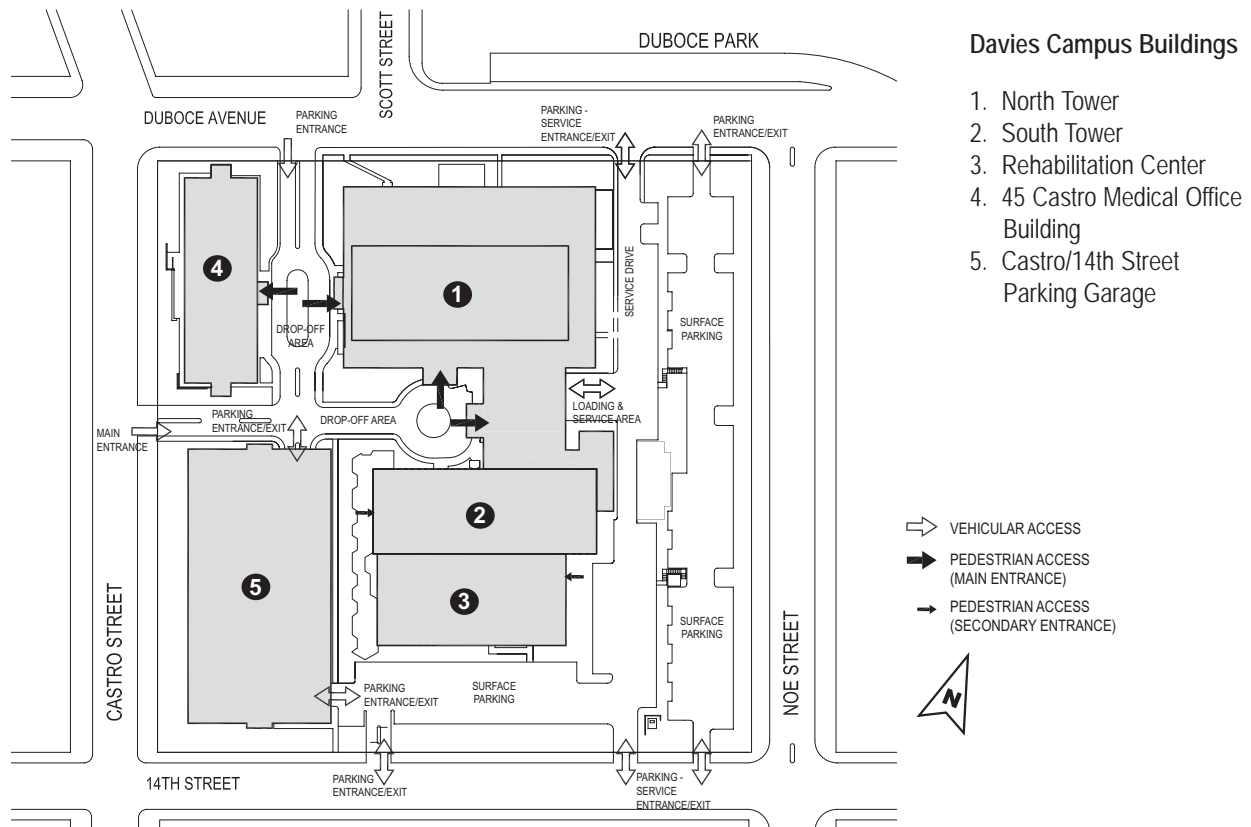 DUBOCE PARK
SCOTT STREET
DUBOCE AVENUE
PARKING
ENTRANCE
PARKING -
SERVICE
ENTRANCE/EXIT
PARKING
ENTRANCE/EXIT
Davies Campus Buildings
1. North Tower
2. South Tower
3. Rehabilitation Center
4. 45 Castro Medical Office
Building
5. Castro/14th Street
Parking Garage
4
1
DROP-OFF
AREA
SERVICE DRIVE
SURFACE
PARKING
MAIN
ENTRANCE
PARKING
ENTRANCE/EXIT
DROP-OFF AREA
LOADING &
SERVICE AREA
2
5
3
CASTRO STREET
SURFACE
PARKING
NOE STREET
PARKING
ENTRANCE/EXIT
SURFACE
PARKING
14TH STREET
PARKING
ENTRANCE/EXIT
PARKING -
SERVICE
ENTRANCE/EXIT
VEHICULAR ACCESS
PEDESTRIAN ACCESS
(MAIN ENTRANCE)
PEDESTRIAN ACCESS
(SECONDARY ENTRANCE)
N